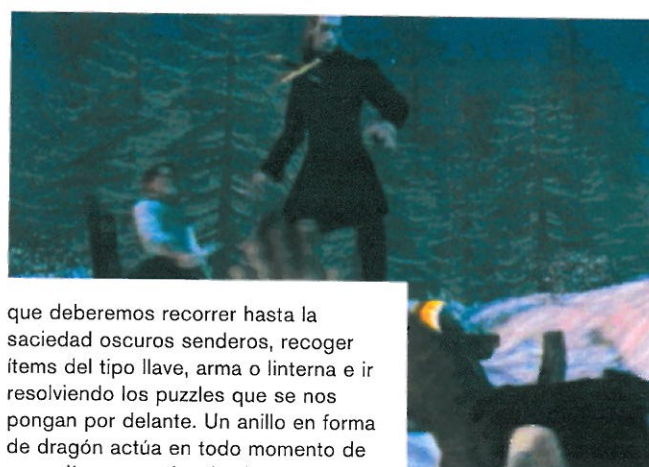 que deberemos recorrer hasta la
saciedad oscuros senderos, recoger
ítems del tipo llave, arma o linterna e ir
resolviendo los puzzles que se nos
pongan por delante. Un anillo en forma
de dragón actúa en todo momento de